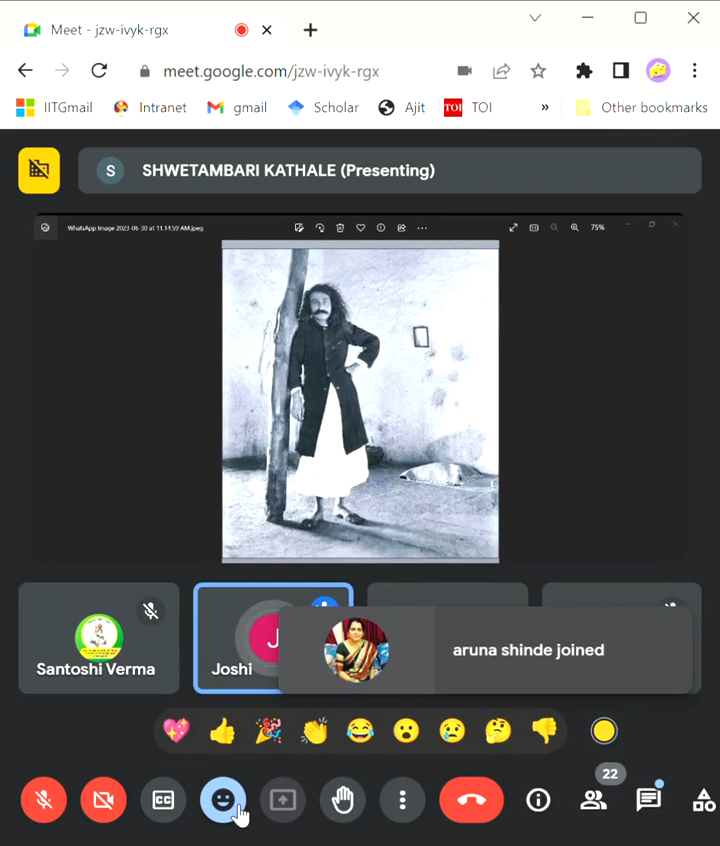 Meet - jzw-ivyk-rgx
meet.google.com/jzw-ivyk-rgx
IITGmail
Intranet
gmail
Scholar
Ajit
TOI
TOI
»
Other bookmarks
S
SHWETAMBARI KATHALE (Presenting)
WhatsApp Image 2023-06-30 at 11.14.59 AM.jpeg
75%
Santoshi Verma
J
Joshi
aruna shinde joined
22
CC